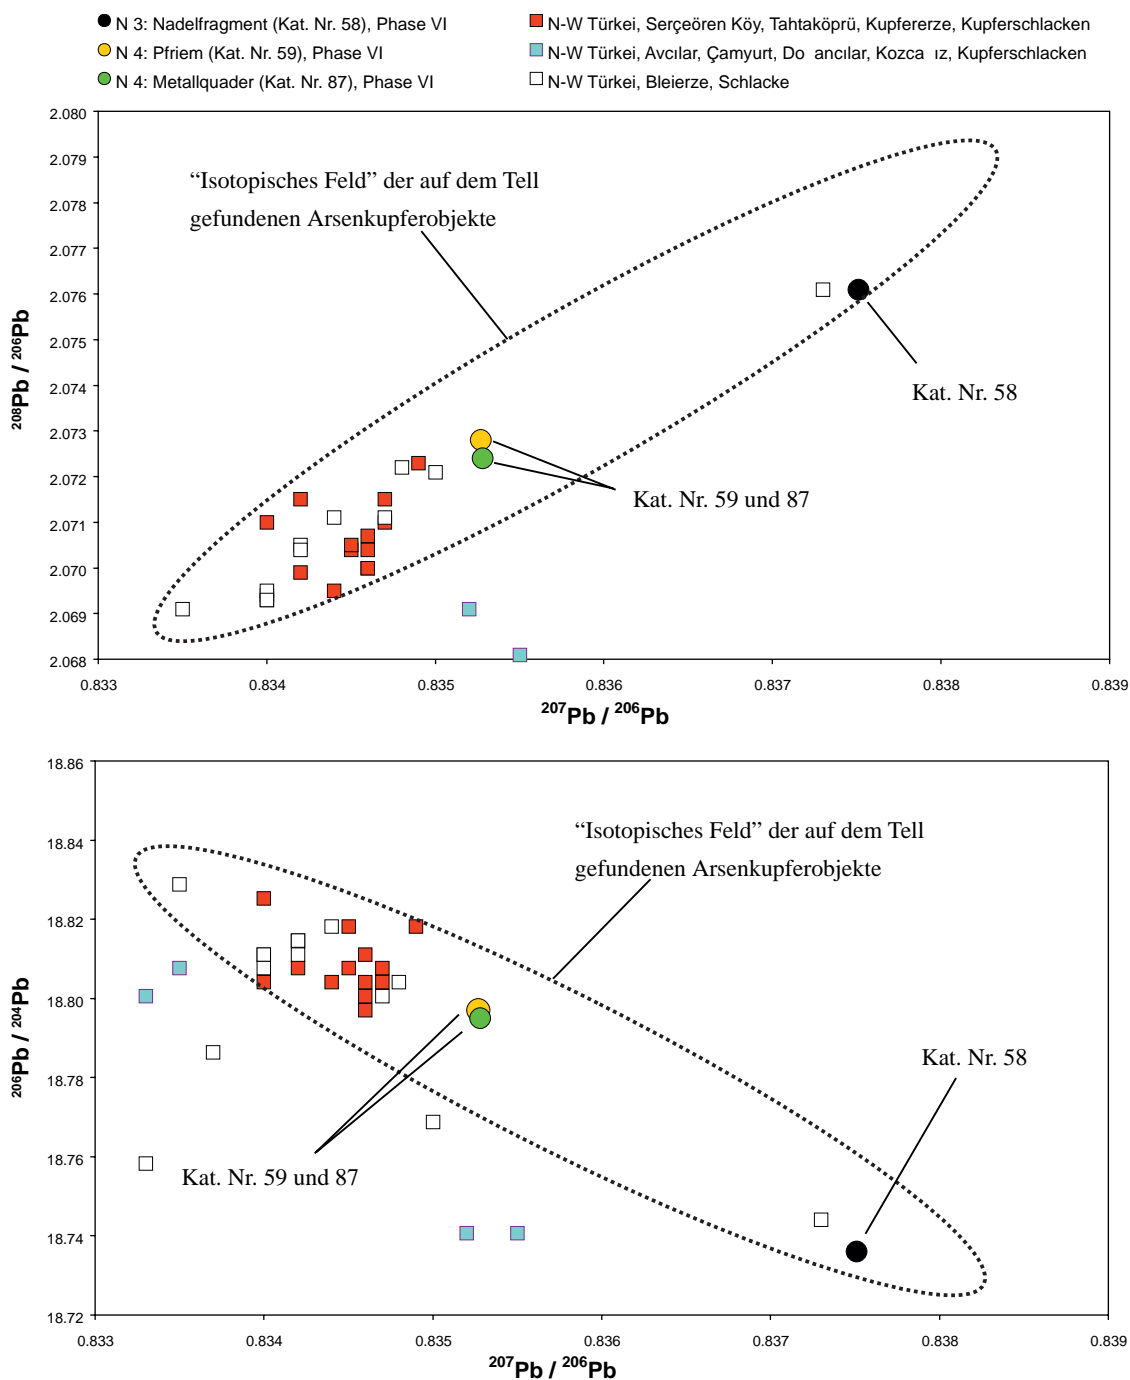 N 3: Nadelfragment (Kat. Nr. 58), Phase VI
N 4: Pfriem (Kat. Nr. 59), Phase VI
N 4: Metallquader (Kat. Nr. 87), Phase VI
N-W Türkei, Serçeören Köy, Tahtaköprü, Kupfererze, Kupferschlacken
N-W Türkei, Avcılar, Çamyurt, Do ancılar, Kozca ız, Kupferschlacken
N-W Türkei, Bleierze, Schlacke
2.080
2.079
2.078
2.077
2.076
2.075
2.074
2.073
2.072
2.071
2.070
2.069
2.068
208Pb / 206Pb
“Isotopisches Feld” der auf dem Tell
gefundenen Arsenkupferobjekte
Kat. Nr. 58
Kat. Nr. 59 und 87
0.833 0.834 0.835 0.836 0.837 0.838 0.839
207Pb / 206Pb
18.86
18.84
18.82
18.80
18.78
18.76
18.74
18.72
206Pb / 204Pb
“Isotopisches Feld” der auf dem Tell
gefundenen Arsenkupferobjekte
Kat. Nr. 58
Kat. Nr. 59 und 87
0.833 0.834 0.835 0.836 0.837 0.838 0.839
207Pb / 206Pb